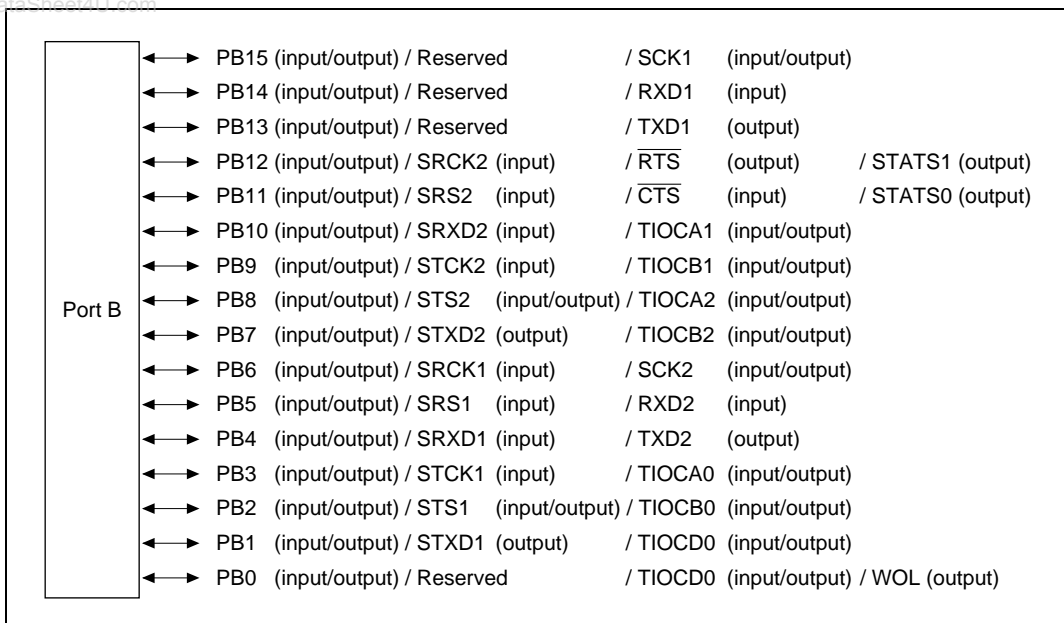 ataSheet4U.com
PB15 (input/output) / Reserved / SCK1 (input/output)
PB14 (input/output) / Reserved / RXD1 (input)
PB13 (input/output) / Reserved / TXD1 (output)
PB12 (input/output) / SRCK2 (input) / R̅T̅S̅ (output) / STATS1 (output)
PB11 (input/output) / SRS2 (input) / C̅T̅S̅ (input) / STATS0 (output)
PB10 (input/output) / SRXD2 (input) / TIOCA1 (input/output)
PB9 (input/output) / STCK2 (input) / TIOCB1 (input/output)
Port B
PB8 (input/output) / STS2 (input/output) / TIOCA2 (input/output)
PB7 (input/output) / STXD2 (output) / TIOCB2 (input/output)
PB6 (input/output) / SRCK1 (input) / SCK2 (input/output)
PB5 (input/output) / SRS1 (input) / RXD2 (input)
PB4 (input/output) / SRXD1 (input) / TXD2 (output)
PB3 (input/output) / STCK1 (input) / TIOCA0 (input/output)
PB2 (input/output) / STS1 (input/output) / TIOCB0 (input/output)
PB1 (input/output) / STXD1 (output) / TIOCD0 (input/output)
PB0 (input/output) / Reserved / TIOCD0 (input/output) / WOL (output)